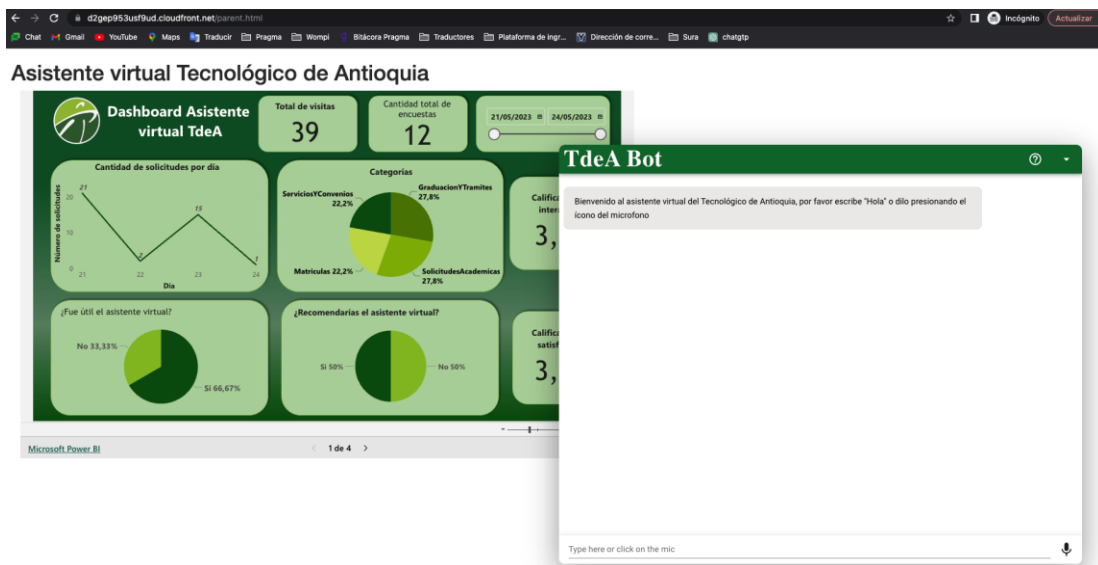 d2gep953usf9ud.cloudfront.net/parent.html
Incógnito
Actualizar
Chat
Gmail
YouTube
Maps
Traducir
Pragma
Wompi
Bitácora Pragma
Traductores
Plataforma de ingr...
Dirección de corre...
Sura
chatgtp
Asistente virtual Tecnológico de Antioquia
Dashboard Asistente
virtual TdeA
Total de visitas
39
Cantidad total de
encuestas
12
21/05/2023
24/05/2023
Cantidad de solicitudes por día
Número de solicitudes
20
10
0
21
2
15
1
21
22
23
24
Dia
Categorías
ServiciosYConvenios
22,2%
GraduacionYTramites
27,8%
Matriculas 22,2%
SolicitudesAcademicas
27,8%
Califica
inter
3,
¿Fue útil el asistente virtual?
No 33,33%
Si 66,67%
¿Recomendarías el asistente virtual?
Si 50%
No 50%
Califica
satisf
3,
Microsoft Power BI
1 de 4
TdeA Bot
Bienvenido al asistente virtual del Tecnológico de Antioquia, por favor escribe "Hola" o dilo presionando el
ícono del microfono
Type here or click on the mic